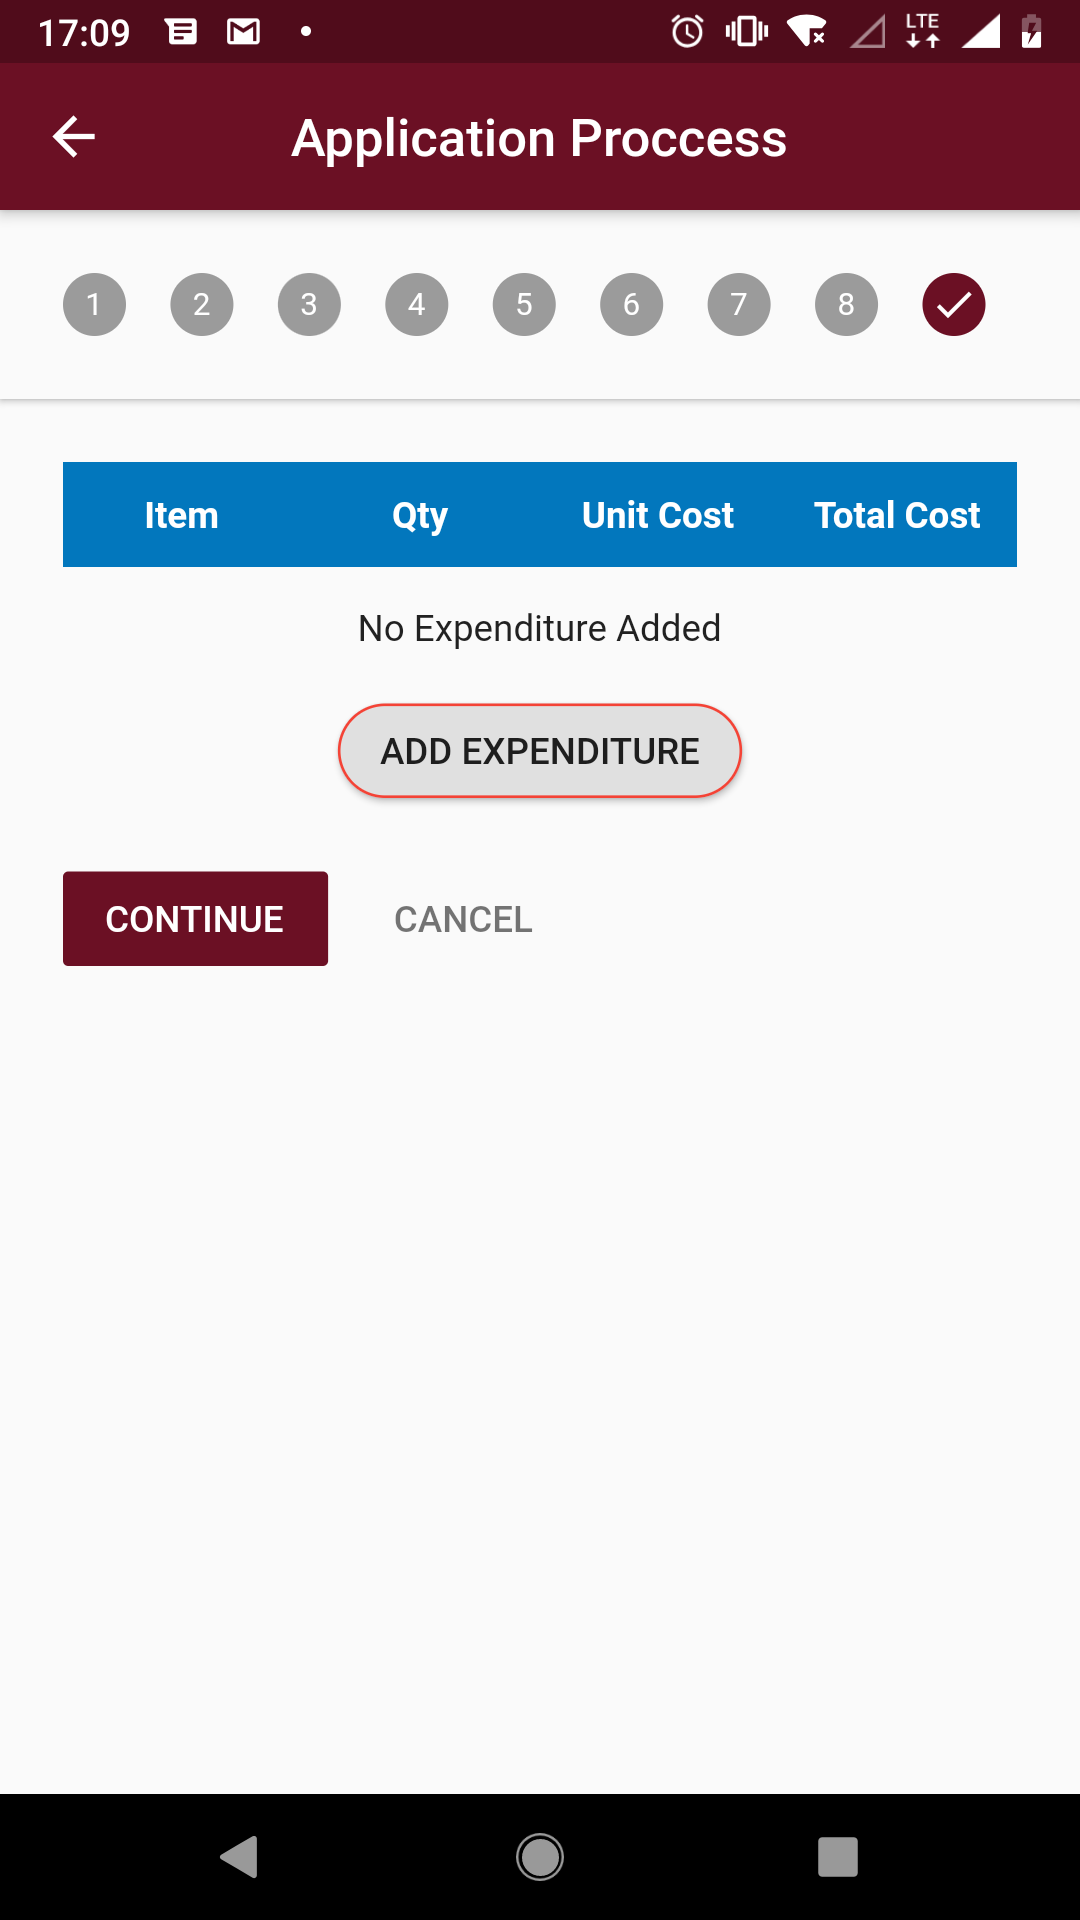 17:09 LTE
Application Proccess
1 2 3 4 5 6 7 8
Item Qty Unit Cost Total Cost
No Expenditure Added
ADD EXPENDITURE
CONTINUE CANCEL